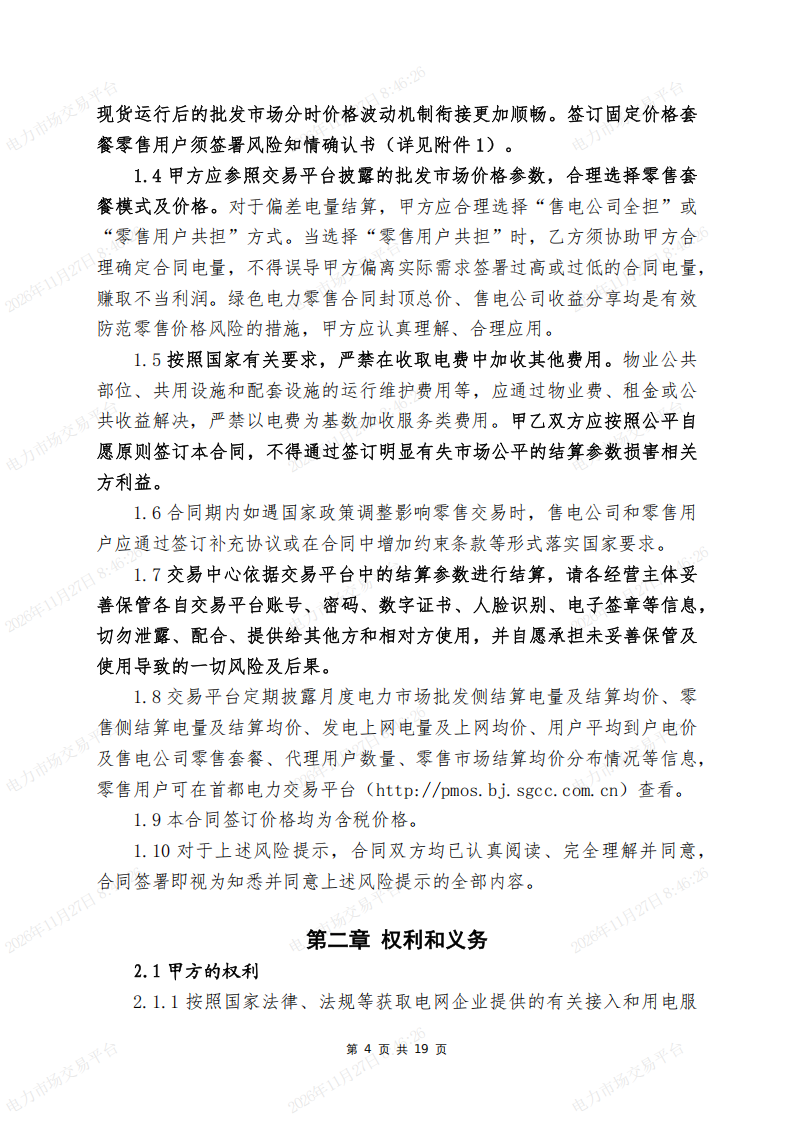 现货运行后的批发市场分时价格波动机制衔接更加顺畅。签订固定价格套
餐零售用户须签署风险知情确认书（详见附件1）。
1.4 甲方应参照交易平台披露的批发市场价格参数，合理选择零售套
餐模式及价格。对于偏差电量结算，甲方应合理选择“售电公司全担”或
“零售用户共担”方式。当选择“零售用户共担”时，乙方须协助甲方合
理确定合同电量，不得误导甲方偏离实际需求签署过高或过低的合同电量，
赚取不当利润。绿色电力零售合同封顶总价、售电公司收益分享均是有效
防范零售价格风险的措施，甲方应认真理解、合理应用。
1.5 按照国家有关要求，严禁在收取电费中加收其他费用。物业公共
部位、共用设施和配套设施的运行维护费用等，应通过物业费、租金或公
共收益解决，严禁以电费为基数加收服务类费用。甲乙双方应按照公平自
愿原则签订本合同，不得通过签订明显有失市场公平的结算参数损害相关
方利益。
1.6 合同期内如遇国家政策调整影响零售交易时，售电公司和零售用
户应通过签订补充协议或在合同中增加约束条款等形式落实国家要求。
1.7 交易中心依据交易平台中的结算参数进行结算，请各经营主体妥
善保管各自交易平台账号、密码、数字证书、人脸识别、电子签章等信息，
切勿泄露、配合、提供给其他方和相对方使用，并自愿承担未妥善保管及
使用导致的一切风险及后果。
1.8 交易平台定期披露月度电力市场批发侧结算电量及结算均价、零
售侧结算电量及结算均价、发电上网电量及上网均价、用户平均到户电价
及售电公司零售套餐、代理用户数量、零售市场结算均价分布情况等信息，
零售用户可在首都电力交易平台（http://pmos.bj.sgcc.com.cn）查看。
1.9 本合同签订价格均为含税价格。
1.10 对于上述风险提示，合同双方均已认真阅读、完全理解并同意，
合同签署即视为知悉并同意上述风险提示的全部内容。
第二章 权利和义务
2.1 甲方的权利
2.1.1 按照国家法律、法规等获取电网企业提供的有关接入和用电服
第 4 页 共 19 页
电力市场交易平台
2026年11月27日 8:46:26